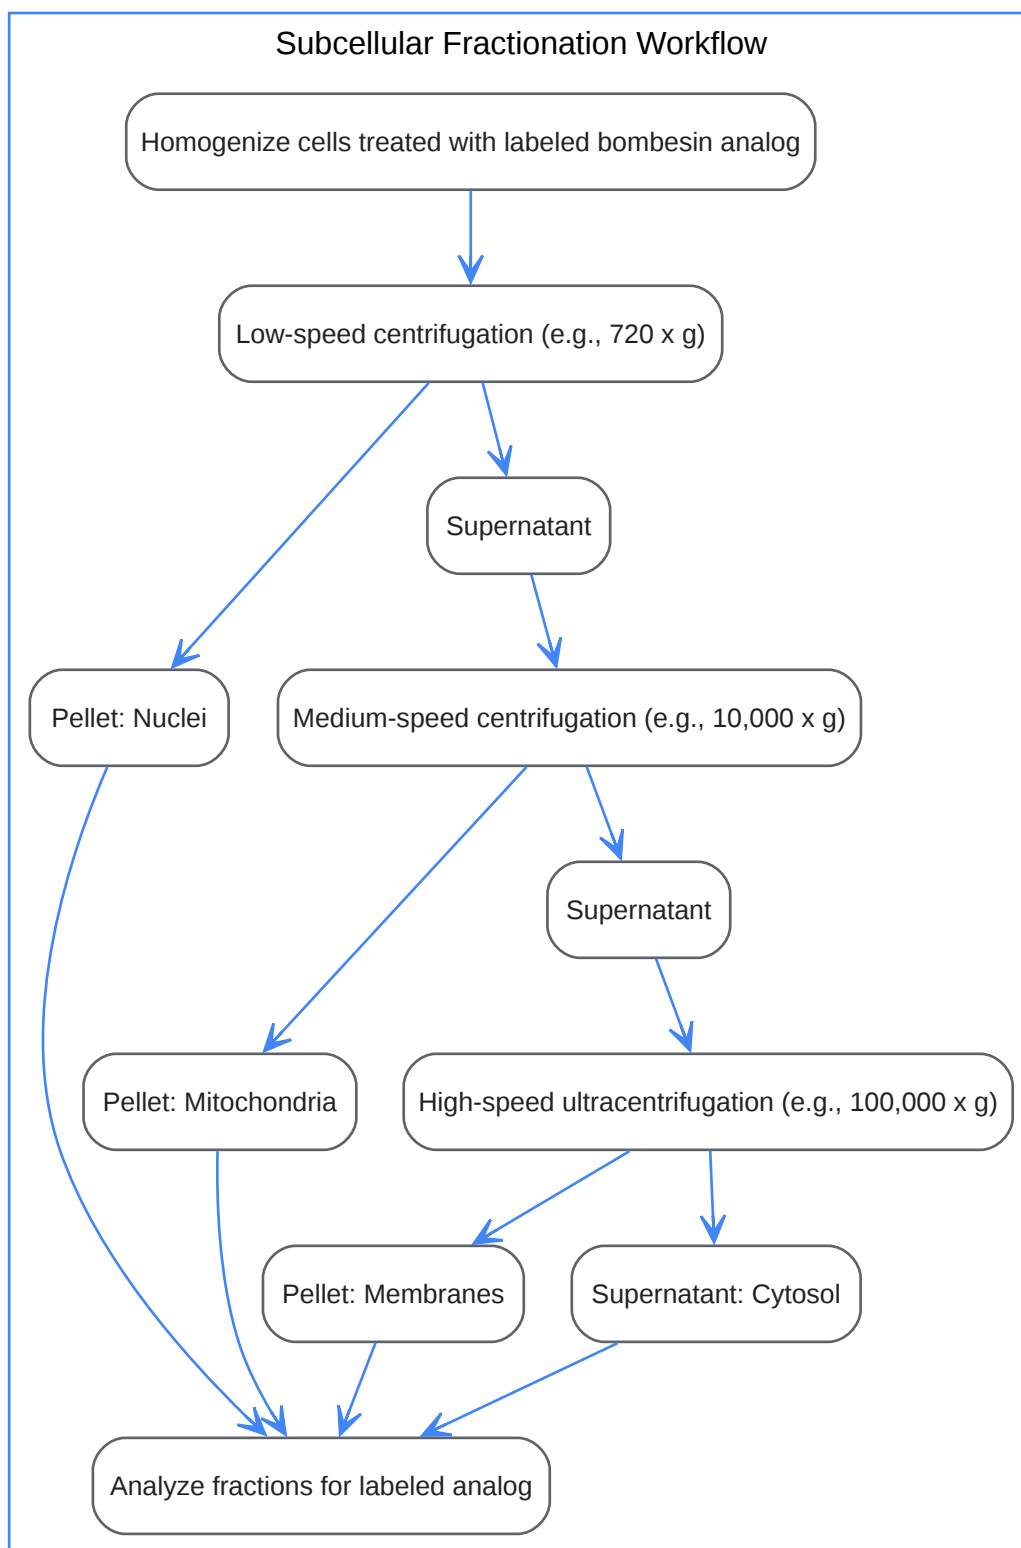 Subcellular Fractionation Workflow
Homogenize cells treated with labeled bombesin analog
Low-speed centrifugation (e.g., 720 x g)
Supernatant
Pellet: Nuclei
Medium-speed centrifugation (e.g., 10,000 x g)
Supernatant
Pellet: Mitochondria
High-speed ultracentrifugation (e.g., 100,000 x g)
Pellet: Membranes
Supernatant: Cytosol
Analyze fractions for labeled analog